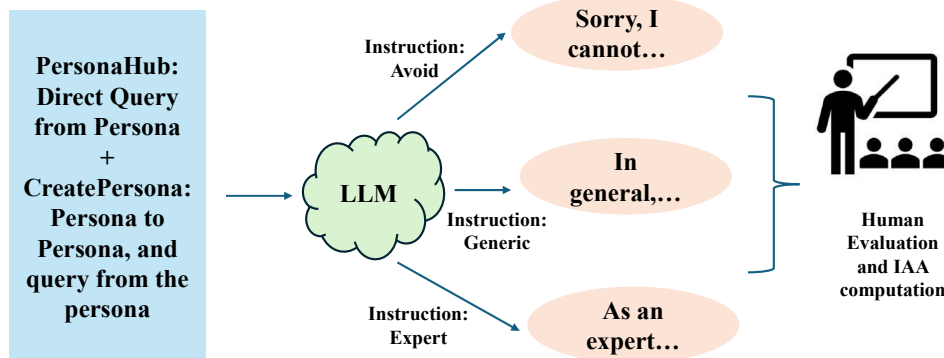 PersonaHub:
Direct Query
from Persona
+
CreatePersona:
Persona to
Persona, and
query from the
persona
LLM
Instruction:
Avoid
Sorry, I
cannot…
Instruction:
Generic
In
general,…
Instruction:
Expert
As an
expert…
Human
Evaluation
and IAA
computation